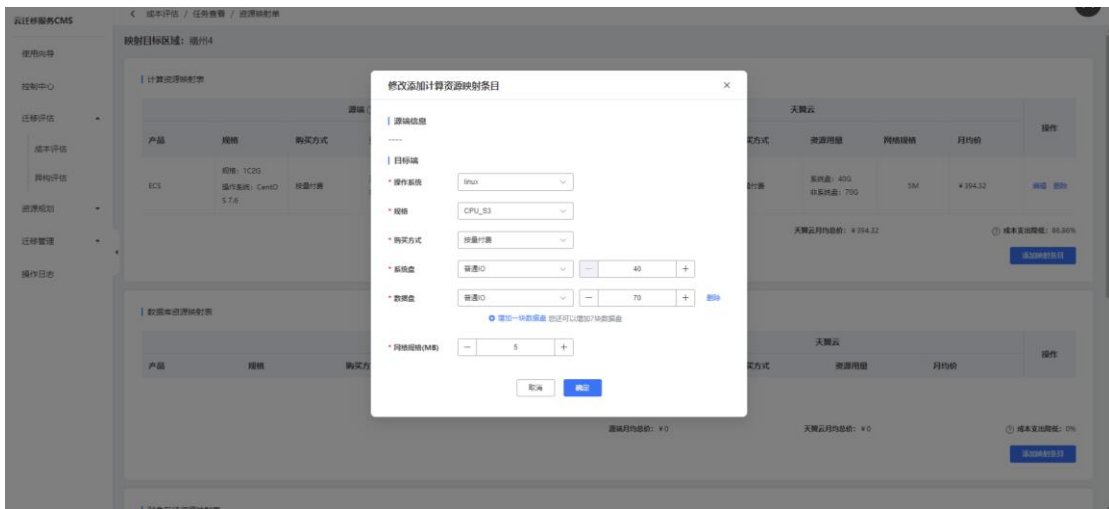 云迁移服务CMS
成本评估 / 任务查看 / 资源映射单
使用向导
控制中心
迁移评估
成本评估
异构评估
资源规划
迁移管理
操作日志
映射目标区域：福州4
计算资源映射表
源端
天翼云
操作
产品 规格 购买方式 资源用量 网络规格 月均价
ECS
规格：1C2G
操作系统：CentO
S 7.6
按量付费
系统盘：40G
非系统盘：70G
5M
¥394.32
编辑 删除
天翼云月均总价：¥394.32
成本支出降低：86.86%
添加映射条目
修改添加计算资源映射条目
源端信息
----
目标端
* 操作系统 linux
* 规格 CPU_S3
* 购买方式 按量付费
* 系统盘 普通IO − 40 +
* 数据盘 普通IO − 70 + 删除
增加一块数据盘 您还可以增加7块数据盘
* 网络规格(MB) − 5 +
取消 确定
数据库资源映射表
天翼云
操作
产品 规格 购买方式 资源用量 月均价
源端月均总价：¥0
天翼云月均总价：¥0
成本支出降低：0%
添加映射条目